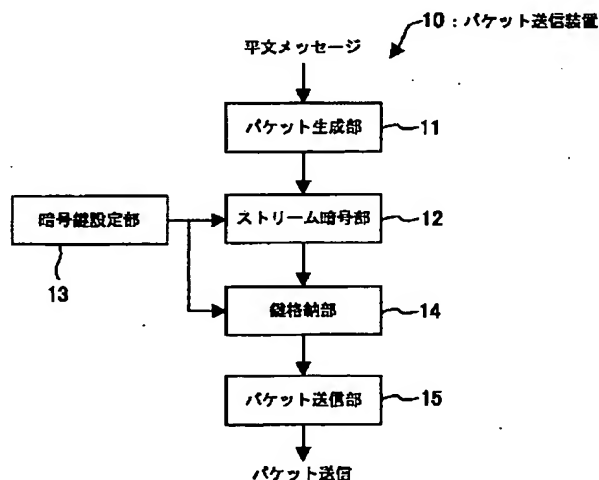 10：パケット送信装置
平文メッセージ
パケット生成部
11
暗号鍵設定部
ストリーム暗号部
12
13
鍵格納部
14
パケット送信部
15
パケット送信